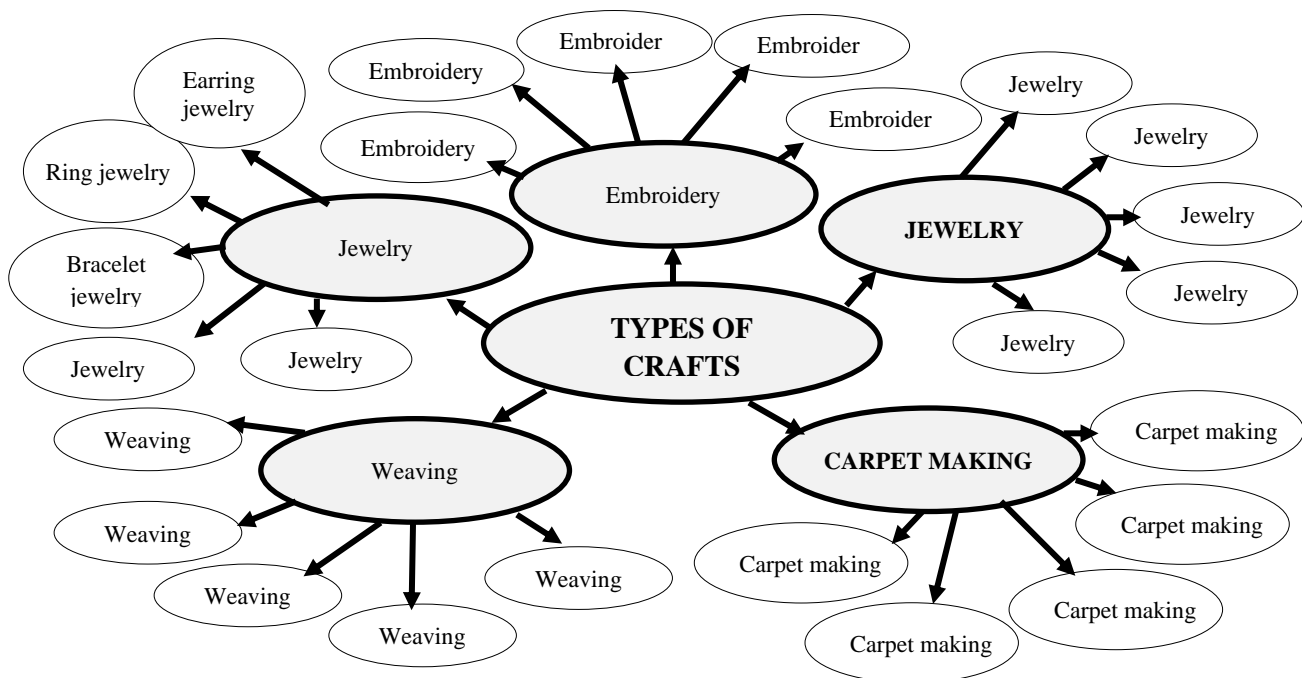 Embroider
Embroider
Embroidery
Earring
jewelry
Jewelry
Embroider
Jewelry
Embroidery
Ring jewelry
Embroidery
Jewelry
JEWELRY
Jewelry
Bracelet
jewelry
Jewelry
TYPES OF
CRAFTS
Jewelry
Jewelry
Jewelry
Weaving
Carpet making
Weaving
CARPET MAKING
Weaving
Carpet making
Carpet making
Weaving
Weaving
Weaving
Carpet making
Carpet making